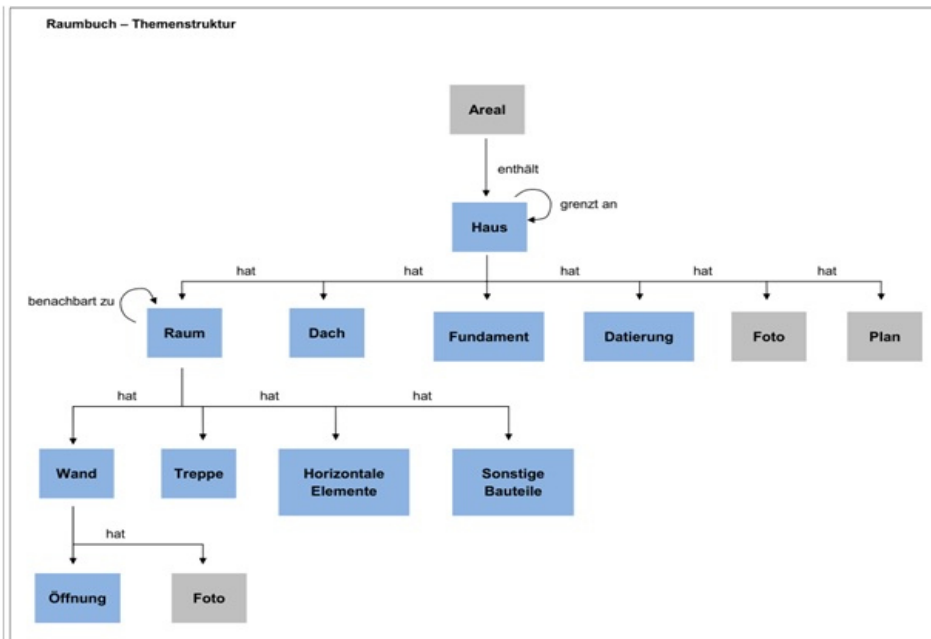 Raumbuch – Themenstruktur
Areal
enthält
grenzt an
Haus
hat
hat
hat
hat
hat
benachbart zu
Raum
Dach
Fundament
Datierung
Foto
Plan
hat
hat
hat
Wand
Treppe
Horizontale
Elemente
Sonstige
Bauteile
hat
Öffnung
Foto